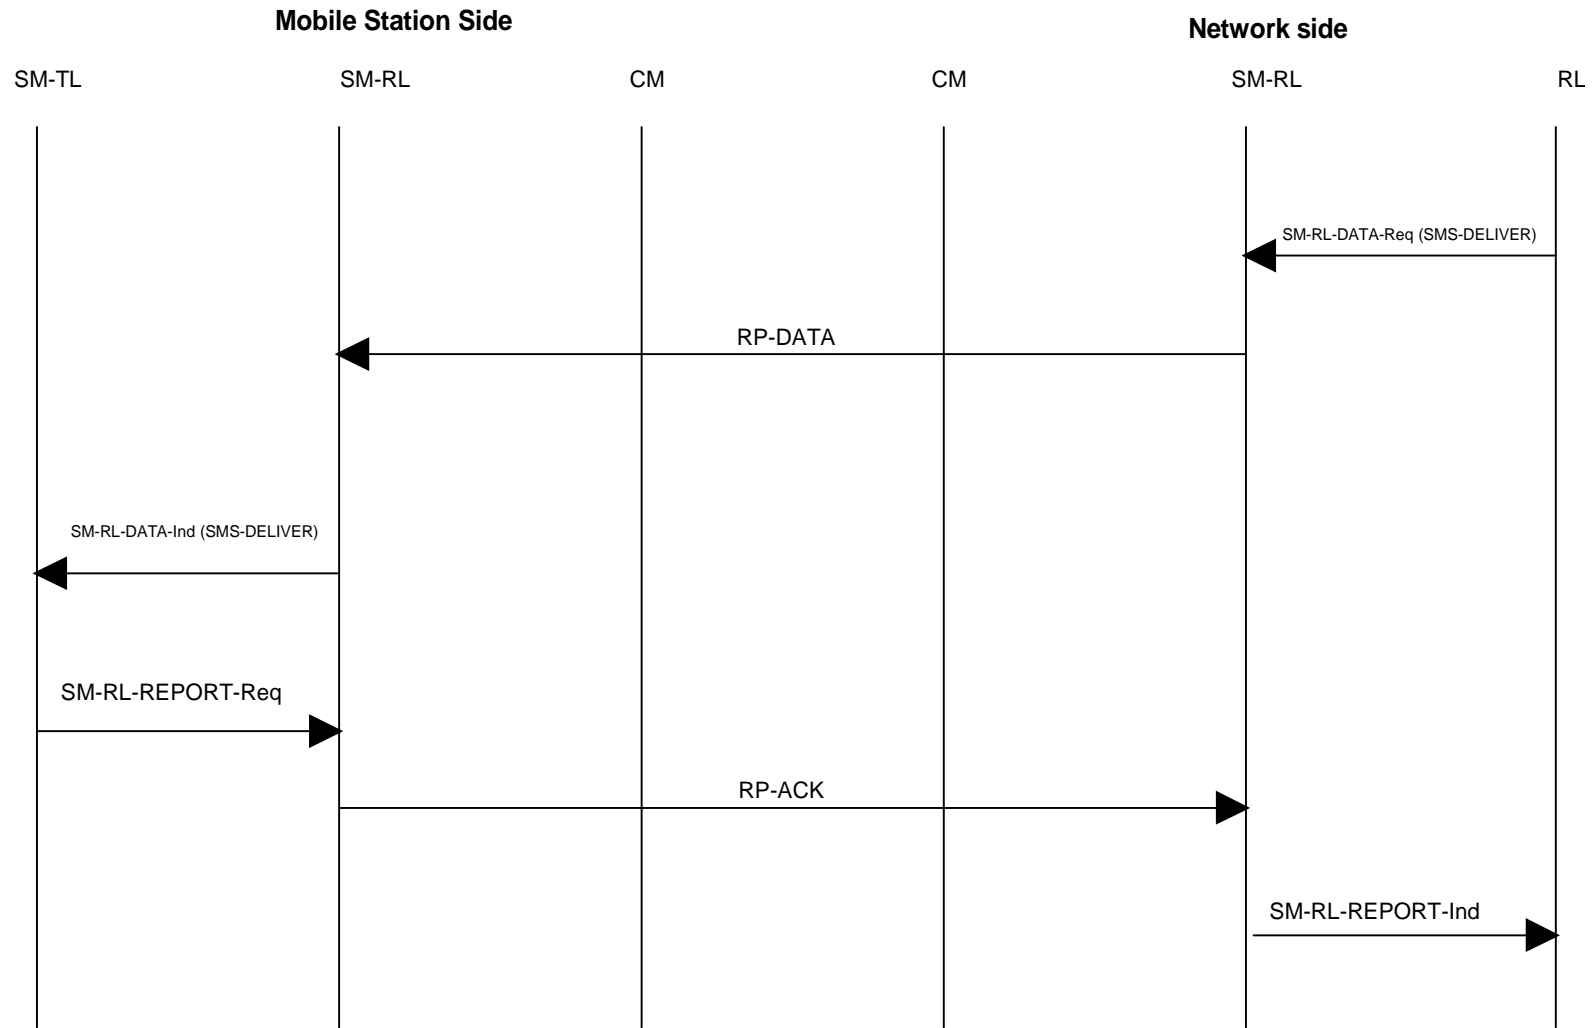 Mobile Station Side
Network side
SM-TL
SM-RL
CM
CM
SM-RL
RL
SM-RL-DATA-Req (SMS-DELIVER)
RP-DATA
SM-RL-DATA-Ind (SMS-DELIVER)
SM-RL-REPORT-Req
RP-ACK
SM-RL-REPORT-Ind